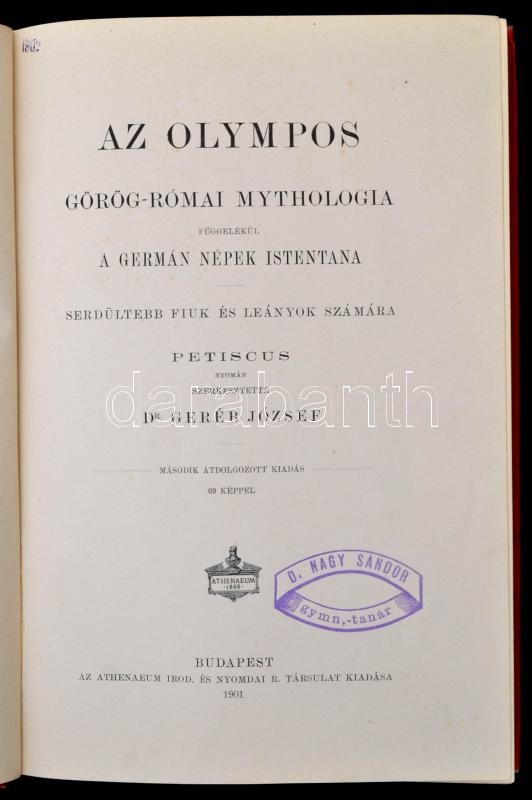 1902
AZ OLYMPOS
GÖRÖG-RÓMAI MYTHOLOGIA
FÜGGELÉKÜL
A GERMÁN NÉPEK ISTENTANA
SERDÜLTEBB FIUK ÉS LEÁNYOK SZÁMÁRA
PETISCUS
NYOMÁN
SZERKESZTETTE
darabanth
DR. GERÉB JÓZSEF
MÁSODIK ÁTDOLGOZOTT KIADÁS
69 KÉPPEL
ATHENAEUM
·1868·
D. NAGY SÁNDOR
gymn,-tanár
BUDAPEST
AZ ATHENAEUM IROD. ÉS NYOMDAI R. TÁRSULAT KIADÁSA
1901